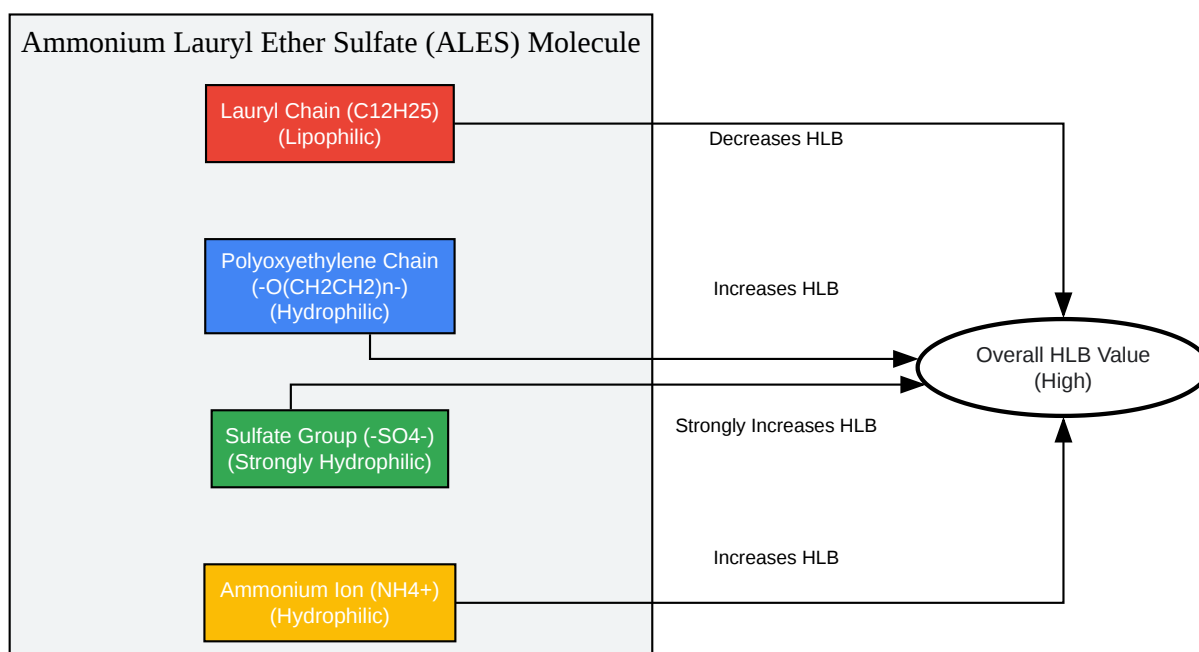 Ammonium Lauryl Ether Sulfate (ALES) Molecule
Lauryl Chain (C12H25)
(Lipophilic)
Decreases HLB
Polyoxyethylene Chain
(-O(CH2CH2)n-)
(Hydrophilic)
Increases HLB
Overall HLB Value
(High)
Sulfate Group (-SO4-)
(Strongly Hydrophilic)
Strongly Increases HLB
Ammonium Ion (NH4+)
(Hydrophilic)
Increases HLB